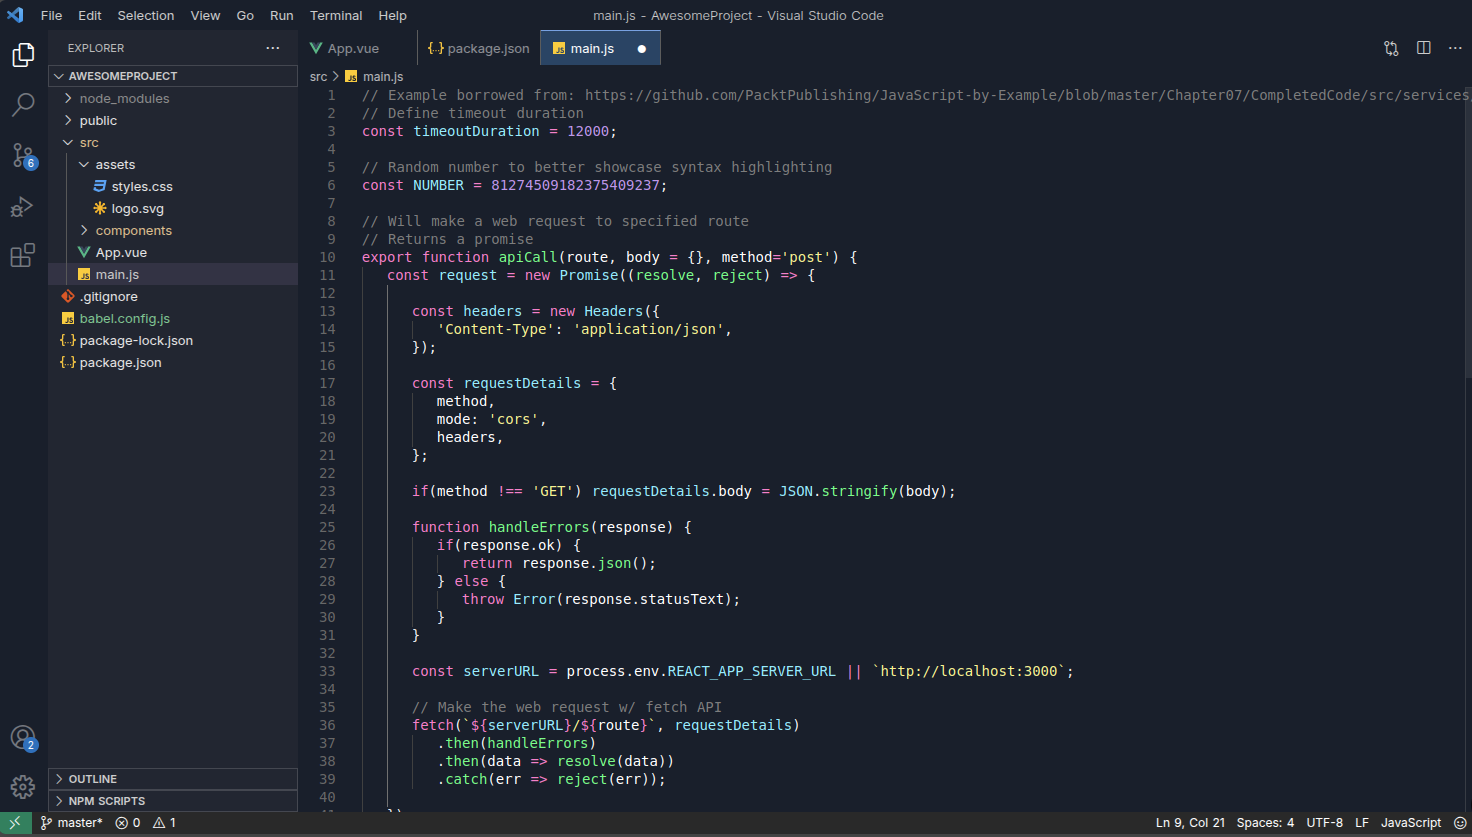 File Edit Selection View Go Run Terminal Help
main.js - AwesomeProject - Visual Studio Code
EXPLORER
AWESOMEPROJECT
node_modules
public
src
assets
styles.css
logo.svg
components
App.vue
main.js
.gitignore
babel.config.js
package-lock.json
package.json
OUTLINE
NPM SCRIPTS
6
2
App.vue
package.json
main.js
src > main.js
1 // Example borrowed from: https://github.com/PacktPublishing/JavaScript-by-Example/blob/master/Chapter07/CompletedCode/src/services
2 // Define timeout duration
3 const timeoutDuration = 12000;
4
5 // Random number to better showcase syntax highlighting
6 const NUMBER = 81274509182375409237;
7
8 // Will make a web request to specified route
9 // Returns a promise
10 export function apiCall(route, body = {}, method='post') {
11 const request = new Promise((resolve, reject) => {
12
13 const headers = new Headers({
14 'Content-Type': 'application/json',
15 });
16
17 const requestDetails = {
18 method,
19 mode: 'cors',
20 headers,
21 };
22
23 if(method !== 'GET') requestDetails.body = JSON.stringify(body);
24
25 function handleErrors(response) {
26 if(response.ok) {
27 return response.json();
28 } else {
29 throw Error(response.statusText);
30 }
31 }
32
33 const serverURL = process.env.REACT_APP_SERVER_URL || `http://localhost:3000`;
34
35 // Make the web request w/ fetch API
36 fetch(`${serverURL}/${route}`, requestDetails)
37 .then(handleErrors)
38 .then(data => resolve(data))
39 .catch(err => reject(err));
40
master* 0 1
Ln 9, Col 21 Spaces: 4 UTF-8 LF JavaScript